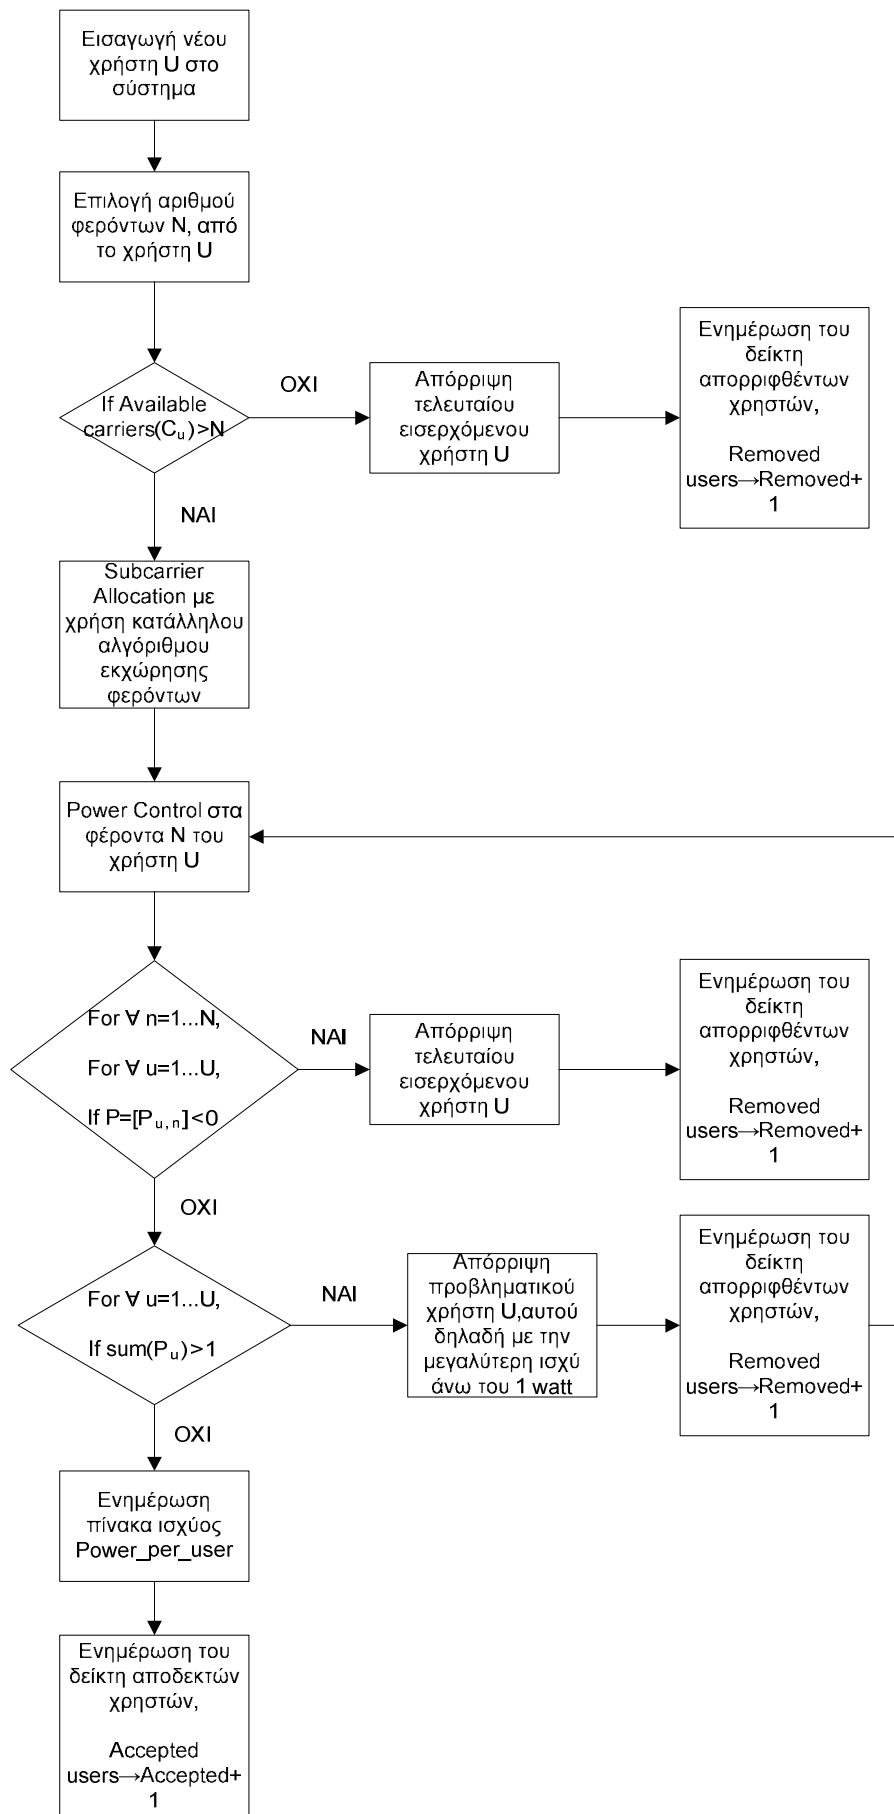 Εισαγωγή νέου
χρήστη U στο
σύστημα
Επιλογή αριθμού
φερόντων N, από
το χρήστη U
If Available
carriers(Cu)>N
ΟΧΙ
Απόρριψη
τελευταίου
εισερχόμενου
χρήστη U
Ενημέρωση του
δείκτη
απορριφθέντων
χρηστών,
Removed
users→Removed+
1
ΝΑΙ
Subcarrier
Allocation με
χρήση κατάλληλου
αλγόριθμου
εκχώρησης
φερόντων
Power Control στα
φέροντα N του
χρήστη U
For ∀ n=1...N,
For ∀ u=1...U,
If P=[Pu,n]<0
ΝΑΙ
Απόρριψη
τελευταίου
εισερχόμενου
χρήστη U
Ενημέρωση του
δείκτη
απορριφθέντων
χρηστών,
Removed
users→Removed+
1
ΟΧΙ
For ∀ u=1...U,
If sum(Pu)>1
ΝΑΙ
Απόρριψη
προβληματικού
χρήστη U,αυτού
δηλαδή με την
μεγαλύτερη ισχύ
άνω του 1 watt
Ενημέρωση του
δείκτη
απορριφθέντων
χρηστών,
Removed
users→Removed+
1
ΟΧΙ
Ενημέρωση
πίνακα ισχύος
Power_per_user
Ενημέρωση του
δείκτη αποδεκτών
χρηστών,
Accepted
users→Accepted+
1